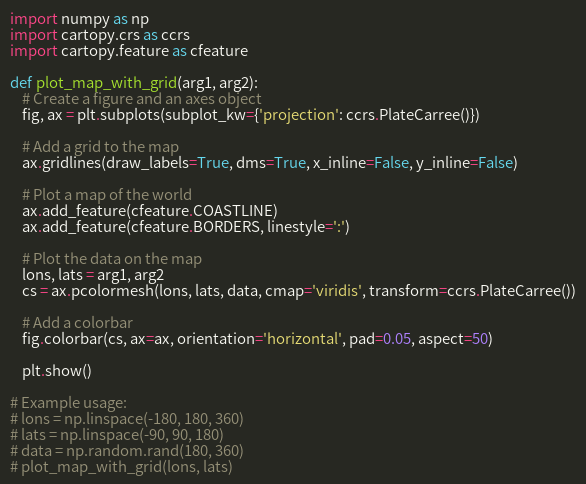 import numpy as np
import cartopy.crs as ccrs
import cartopy.feature as cfeature

def plot_map_with_grid(arg1, arg2):
    # Create a figure and an axes object
    fig, ax = plt.subplots(subplot_kw={'projection': ccrs.PlateCarree()})

    # Add a grid to the map
    ax.gridlines(draw_labels=True, dms=True, x_inline=False, y_inline=False)

    # Plot a map of the world
    ax.add_feature(cfeature.COASTLINE)
    ax.add_feature(cfeature.BORDERS, linestyle=':')

    # Plot the data on the map
    lons, lats = arg1, arg2
    cs = ax.pcolormesh(lons, lats, data, cmap='viridis', transform=ccrs.PlateCarree())

    # Add a colorbar
    fig.colorbar(cs, ax=ax, orientation='horizontal', pad=0.05, aspect=50)

    plt.show()

# Example usage:
# lons = np.linspace(-180, 180, 360)
# lats = np.linspace(-90, 90, 180)
# data = np.random.rand(180, 360)
# plot_map_with_grid(lons, lats)